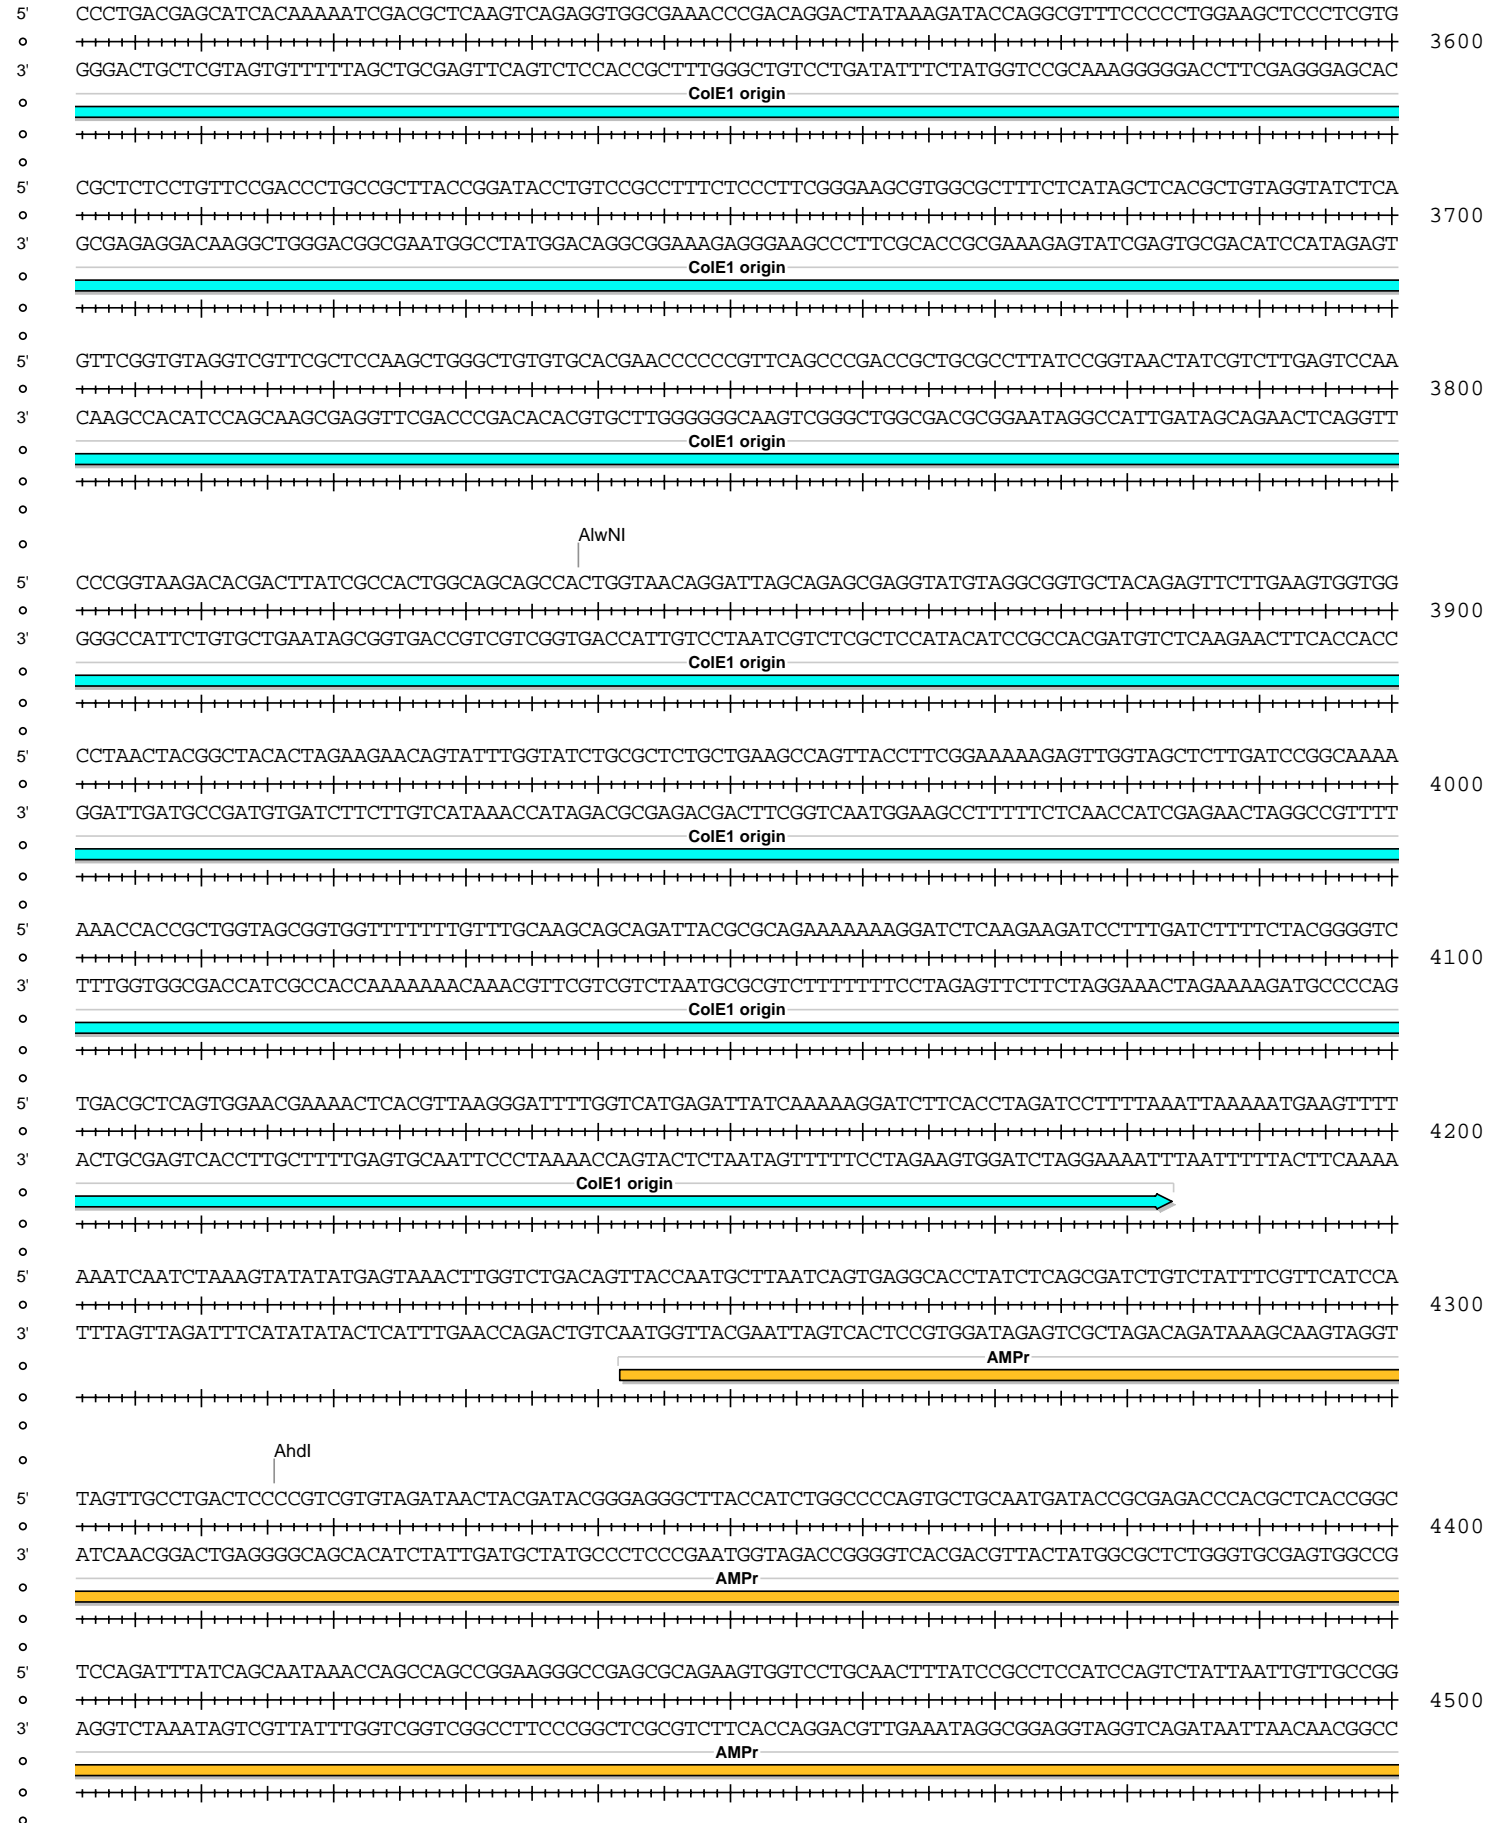 5' CCCTGACGAGCATCACAAAAATCGACGCTCAAGTCAGAGGTGGCGAAACCCGACAGGACTATAAAGATACCAGGCGTTTCCCCCTGGAAGCTCCCTCGTG
3600
3' GGGACTGCTCGTAGTGTTTTTAGCTGCGAGTTCAGTCTCCACCGCTTTGGGCTGTCCTGATATTTCTATGGTCCGCAAAGGGGGACCTTCGAGGGAGCAC
ColE1 origin
5' CGCTCTCCTGTTCCGACCCTGCCGCTTACCGGATACCTGTCCGCCTTTCTCCCTTCGGGAAGCGTGGCGCTTTCTCATAGCTCACGCTGTAGGTATCTCA
3700
3' GCGAGAGGACAAGGCTGGGACGGCGAATGGCCTATGGACAGGCGGAAAGAGGGAAGCCCTTCGCACCGCGAAAGAGTATCGAGTGCGACATCCATAGAGT
ColE1 origin
5' GTTCGGTGTAGGTCGTTCGCTCCAAGCTGGGCTGTGTGCACGAACCCCCCGTTCAGCCCGACCGCTGCGCCTTATCCGGTAACTATCGTCTTGAGTCCAA
3800
3' CAAGCCACATCCAGCAAGCGAGGTTCGACCCGACACACGTGCTTGGGGGGCAAGTCGGGCTGGCGACGCGGAATAGGCCATTGATAGCAGAACTCAGGTT
ColE1 origin
AlwNI
5' CCCGGTAAGACACGACTTATCGCCACTGGCAGCAGCCACTGGTAACAGGATTAGCAGAGCGAGGTATGTAGGCGGTGCTACAGAGTTCTTGAAGTGGTGG
3900
3' GGGCCATTCTGTGCTGAATAGCGGTGACCGTCGTCGGTGACCATTGTCCTAATCGTCTCGCTCCATACATCCGCCACGATGTCTCAAGAACTTCACCACC
ColE1 origin
5' CCTAACTACGGCTACACTAGAAGAACAGTATTTGGTATCTGCGCTCTGCTGAAGCCAGTTACCTTCGGAAAAAGAGTTGGTAGCTCTTGATCCGGCAAAA
4000
3' GGATTGATGCCGATGTGATCTTCTTGTCATAAACCATAGACGCGAGACGACTTCGGTCAATGGAAGCCTTTTTCTCAACCATCGAGAACTAGGCCGTTTT
ColE1 origin
5' AAACCACCGCTGGTAGCGGTGGTTTTTTTGTTTGCAAGCAGCAGATTACGCGCAGAAAAAAAGGATCTCAAGAAGATCCTTTGATCTTTTCTACGGGGTC
4100
3' TTTGGTGGCGACCATCGCCACCAAAAAAACAAACGTTCGTCGTCTAATGCGCGTCTTTTTTTCCTAGAGTTCTTCTAGGAAACTAGAAAAGATGCCCCAG
ColE1 origin
5' TGACGCTCAGTGGAACGAAAACTCACGTTAAGGGATTTTGGTCATGAGATTATCAAAAAGGATCTTCACCTAGATCCTTTTAAATTAAAAATGAAGTTTT
4200
3' ACTGCGAGTCACCTTGCTTTTGAGTGCAATTCCCTAAAACCAGTACTCTAATAGTTTTTCCTAGAAGTGGATCTAGGAAAATTTAATTTTTACTTCAAAA
ColE1 origin
5' AAATCAATCTAAAGTATATATGAGTAAACTTGGTCTGACAGTTACCAATGCTTAATCAGTGAGGCACCTATCTCAGCGATCTGTCTATTTCGTTCATCCA
4300
3' TTTAGTTAGATTTCATATATACTCATTTGAACCAGACTGTCAATGGTTACGAATTAGTCACTCCGTGGATAGAGTCGCTAGACAGATAAAGCAAGTAGGT
AMPr
AhdI
5' TAGTTGCCTGACTCCCCGTCGTGTAGATAACTACGATACGGGAGGGCTTACCATCTGGCCCCAGTGCTGCAATGATACCGCGAGACCCACGCTCACCGGC
4400
3' ATCAACGGACTGAGGGGCAGCACATCTATTGATGCTATGCCCTCCCGAATGGTAGACCGGGGTCACGACGTTACTATGGCGCTCTGGGTGCGAGTGGCCG
AMPr
5' TCCAGATTTATCAGCAATAAACCAGCCAGCCGGAAGGGCCGAGCGCAGAAGTGGTCCTGCAACTTTATCCGCCTCCATCCAGTCTATTAATTGTTGCCGG
4500
3' AGGTCTAAATAGTCGTTATTTGGTCGGTCGGCCTTCCCGGCTCGCGTCTTCACCAGGACGTTGAAATAGGCGGAGGTAGGTCAGATAATTAACAACGGCC
AMPr